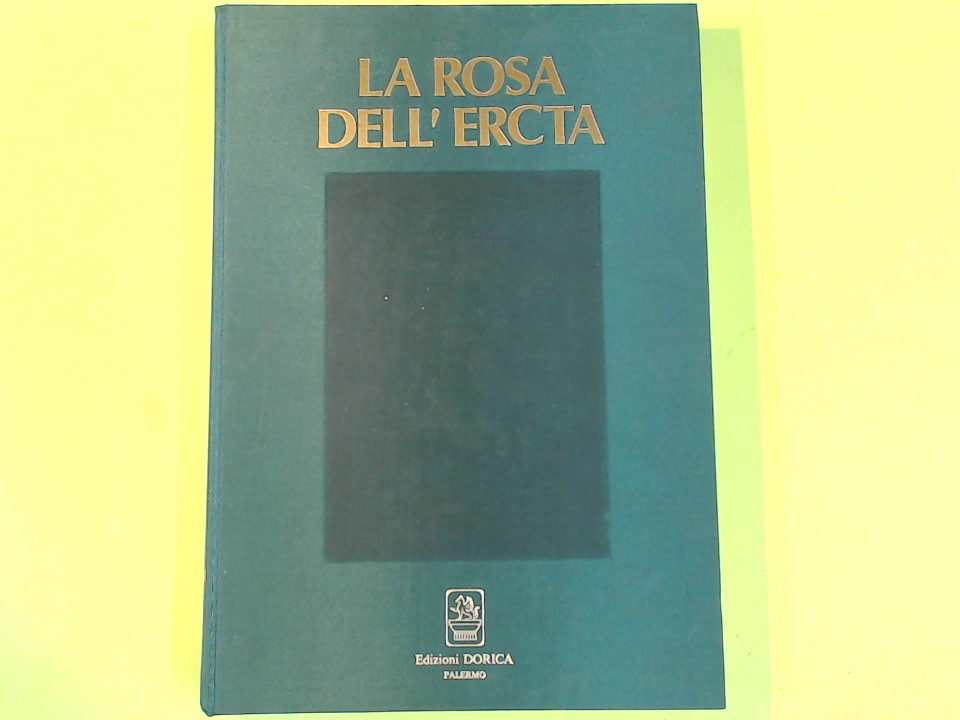 LA ROSA
DELL' ERCTA
Edizioni DORICA
PALERMO